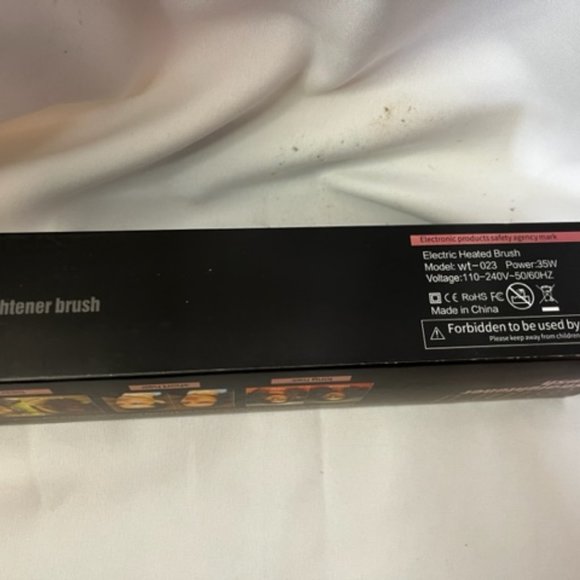 htener brush
Electronic products safety agency mark
Electric Heated Brush
Model: wt-023 Power:35W
Voltage:110-240V~50/60HZ
CE RoHS FC
Made in China
Forbidden to be used by
Please keep away from children